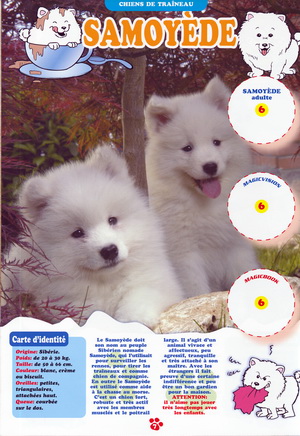 CHIENS DE TRAÎNEAU
SAMOYÈDE
SAMOYÈDE
adulte
6
MAGICVISION
6
MAGICBOOK
6
Carte d'identité
Origine: Sibérie.
Poids: de 20 à 30 kg.
Taille: de 50 à 66 cm
Couleur: blanc, crème
ou biscuit.
Oreilles: petites,
triangulaires,
attachées haut.
Queue: courbée
sur le dos.
Le Samoyède doit
son nom au peuple
Sibérien nomade
Samoyède, qui l'utilisait
pour surveiller les
rennes, pour tirer les
traîneaux et comme
chien de compagnie.
En outre le Samoyède
est utilisé comme aide
à la chasse au morse.
C'est un chien fort,
robuste et très actif
avec les membres
musclés et le poitrail
large. Il s'agit d'un
animal vivace et
affectueux, peu
agressif, tranquille
et très attaché à son
maître. Avec les
étrangers il fait
preuve d'une certaine
indifférence et peu
être un bon gardien
pour la maison.
ATTENTION:
il n'aime pas jouer
très longtemps avec
les enfants.